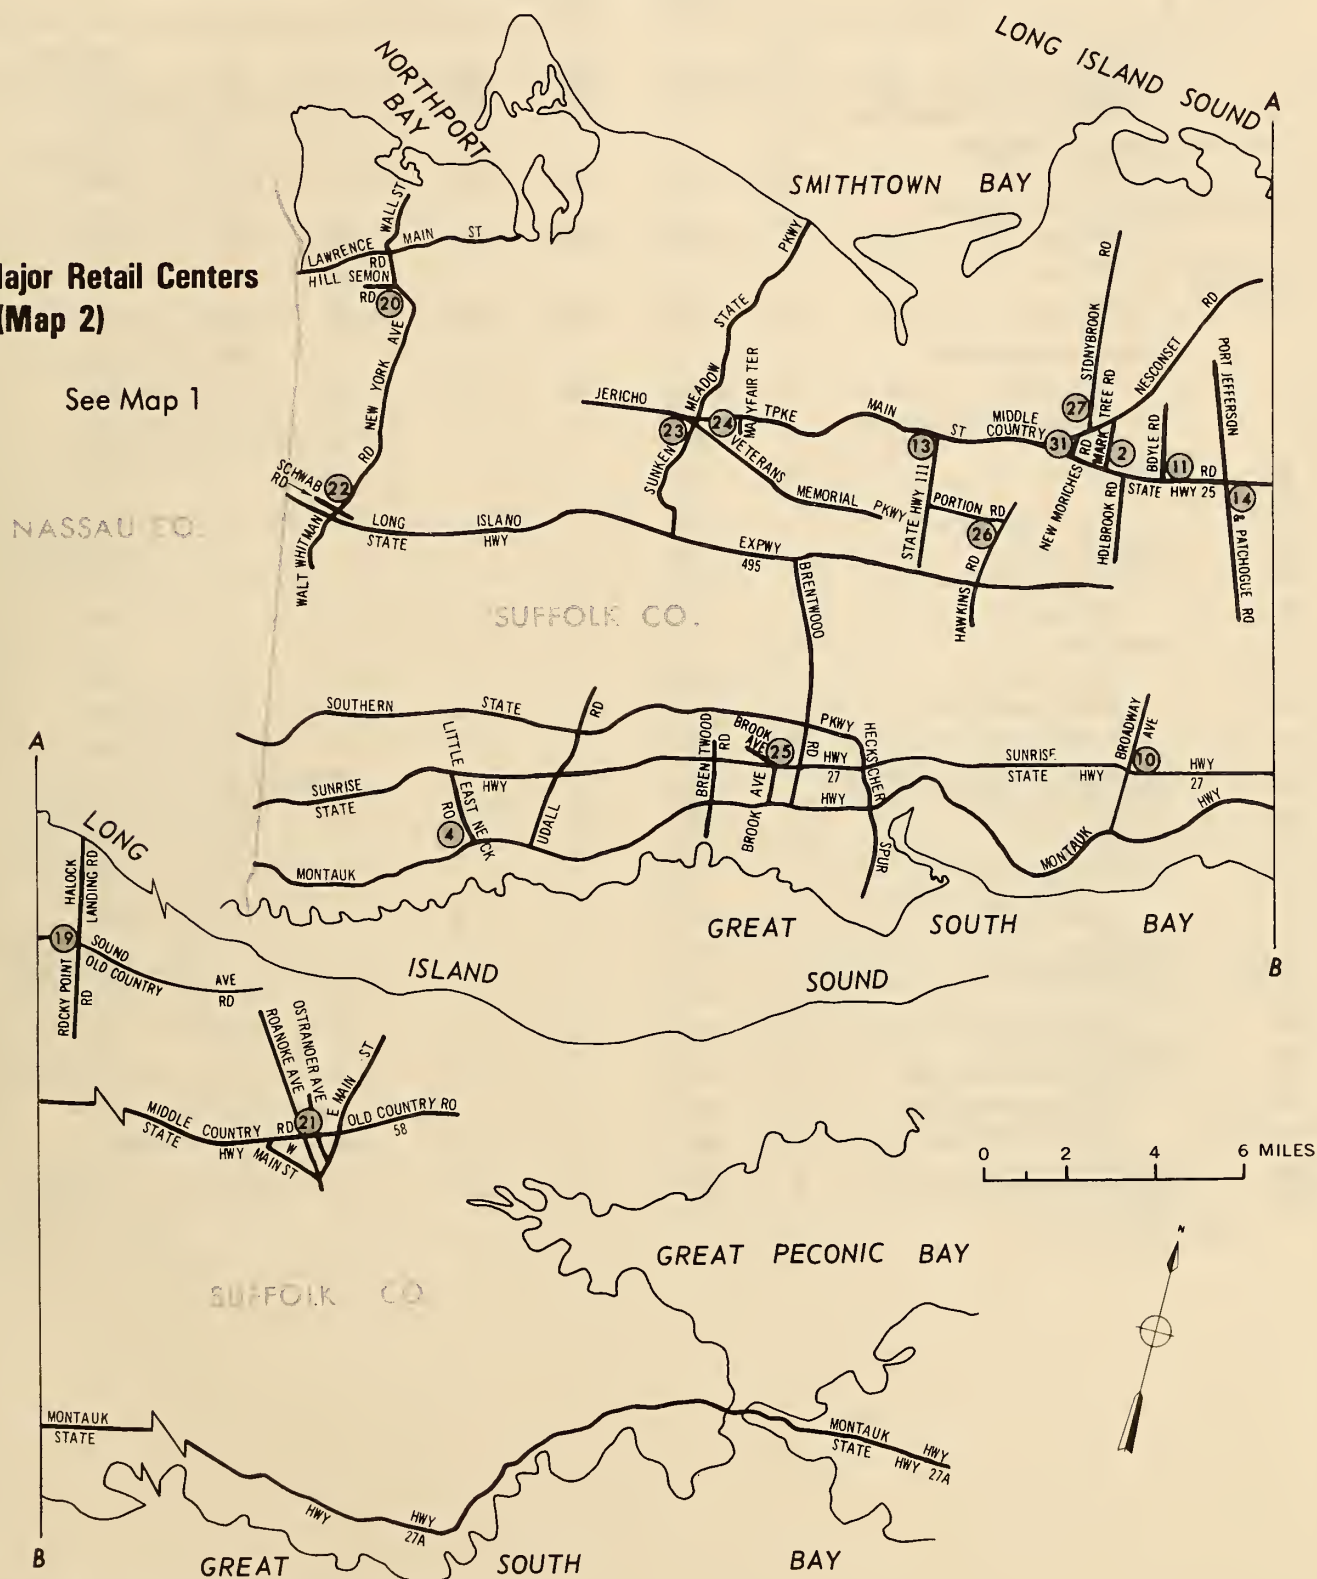 LONG ISLAND SOUND
A
NORTHPORT BAY
SMITHTOWN BAY
ajor Retail Centers
(Map 2)
See Map 1
WALL ST
LAWRENCE
MAIN ST
HILL SEMON
RD
RD
20
NEW YORK AVE
RD
SCHWAB
RD
22
WALT WHITMAN
NASSAU CO.
SUNKEN MEADOW STATE PKWY
JERICHO
TPKE
MAYFAIR TER
23
24
VETERANS
MEMORIAL
PKWY
MAIN
ST
13
STATE HWY 111
PORTION RD
26
HAWKINS RD
MIDDLE
COUNTRY
RD
STONYBROOK RD
27
31
NESCONSET RD
MARK TREE RD
2
NEW MORICHES RD
HOLBROOK RD
BOYLE RD
11
STATE HWY 25
PORT JEFFERSON
14
& PATCHOGUE RD
LONG
ISLAND
EXPWY
STATE
HWY
495
BRENTWOOD
RD
SUFFOLK CO.
SOUTHERN
STATE
PKWY
HECKSCHER
SPUR
SUNRISE
HWY
HWY
STATE
27
LITTLE
EAST NECK
RD
4
UDALL
RD
BRENTWOOD
RD
BROOK
AVE
25
BROOK AVE
SUNRISE
STATE
HWY
HWY
27
BROADWAY
AVE
10
MONTAUK
HWY
MONTAUK
HWY
GREAT SOUTH BAY
B
A
LONG
ISLAND
SOUND
HALOCK
LANDING RD
19
SOUND
AVE
OLD COUNTRY
RD
ROCKY POINT
RD
ROANOKE AVE
OSTRANDER AVE
E MAIN ST
21
MIDDLE COUNTRY RD
STATE HWY
OLD COUNTRY RD
58
W
MAIN ST
0 2 4 6 MILES
GREAT PECONIC BAY
N
SUFFOLK CO
MONTAUK
STATE
HWY
HWY
27A
MONTAUK
HWY
STATE
HWY 27A
B
GREAT SOUTH BAY